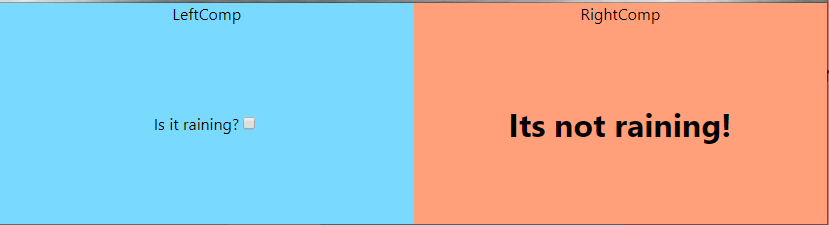 LeftComp
Is it raining?
RightComp
Its not raining!